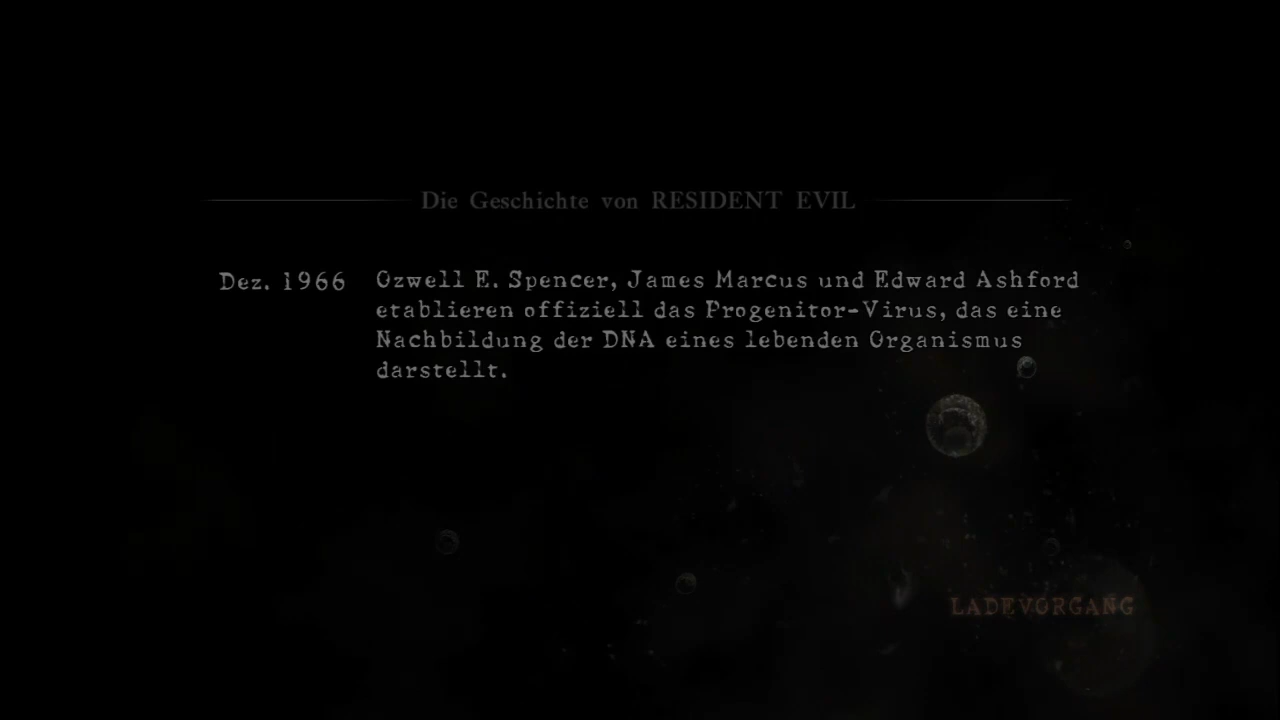 Die Geschichte von RESIDENT EVIL
Dez. 1966 Ozwell E. Spencer, James Marcus und Edward Ashford
etablieren offiziell das Progenitor-Virus, das eine
Nachbildung der DNA eines lebenden Organismus
darstellt.
LADEVORGANG